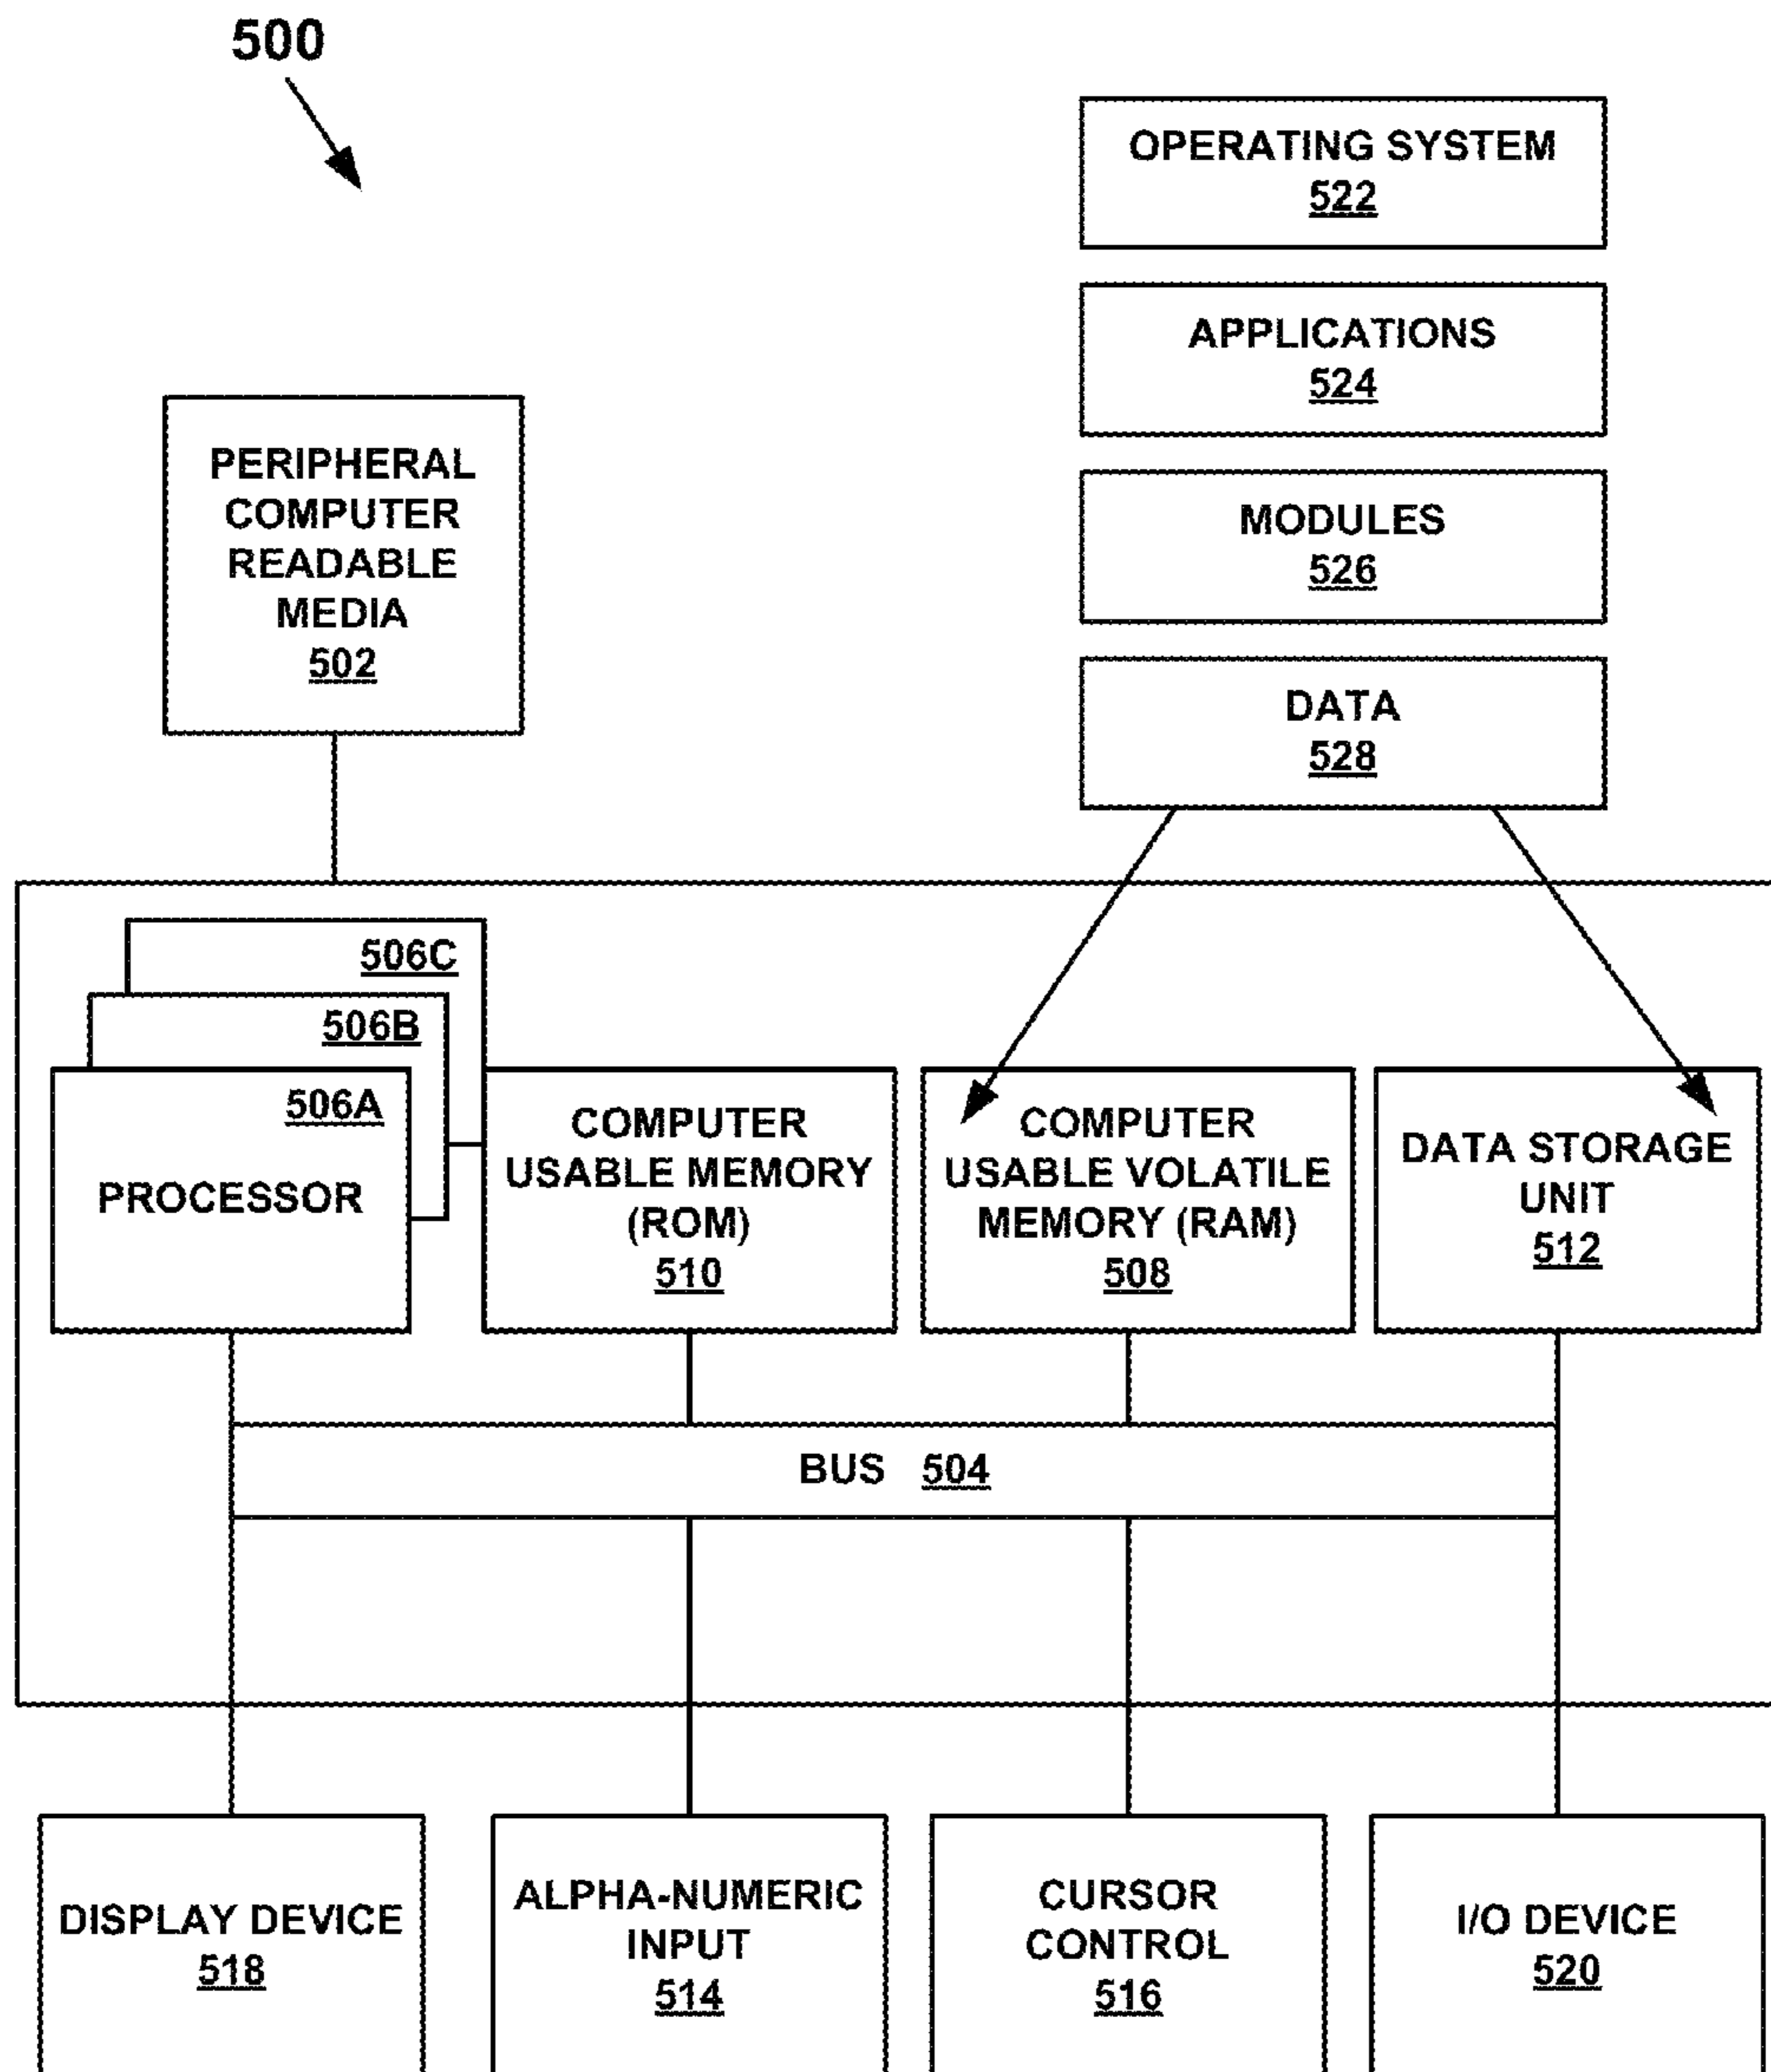 500
OPERATING SYSTEM
522
APPLICATIONS
524
MODULES
526
DATA
528
PERIPHERAL
COMPUTER
READABLE
MEDIA
502
506C
506B
506A
PROCESSOR
COMPUTER
USABLE MEMORY
(ROM)
510
COMPUTER
USABLE VOLATILE
MEMORY (RAM)
508
DATA STORAGE
UNIT
512
BUS 504
DISPLAY DEVICE
518
ALPHA-NUMERIC
INPUT
514
CURSOR
CONTROL
516
I/O DEVICE
520